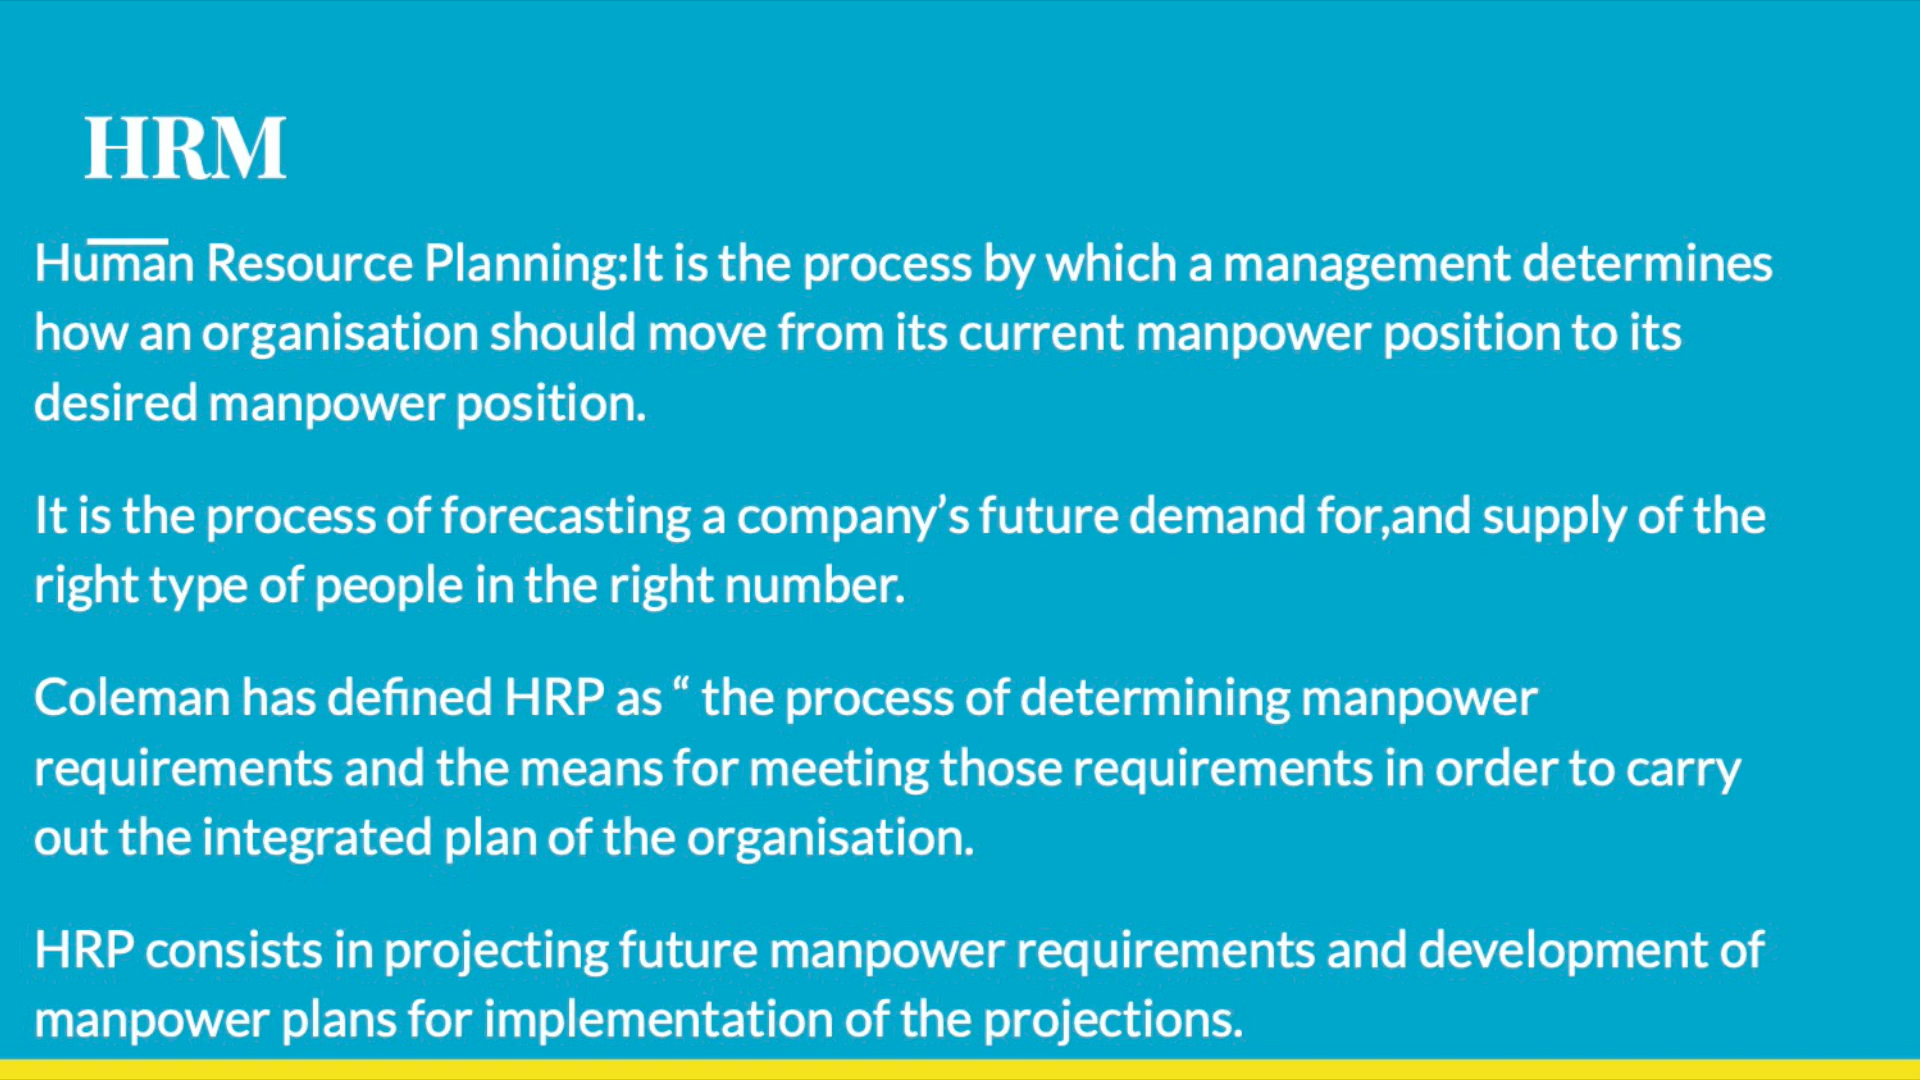 HRM
Human Resource Planning:It is the process by which a management determines
how an organisation should move from its current manpower position to its
desired manpower position.
It is the process of forecasting a company’s future demand for,and supply of the
right type of people in the right number.
Coleman has defined HRP as “ the process of determining manpower
requirements and the means for meeting those requirements in order to carry
out the integrated plan of the organisation.
HRP consists in projecting future manpower requirements and development of
manpower plans for implementation of the projections.